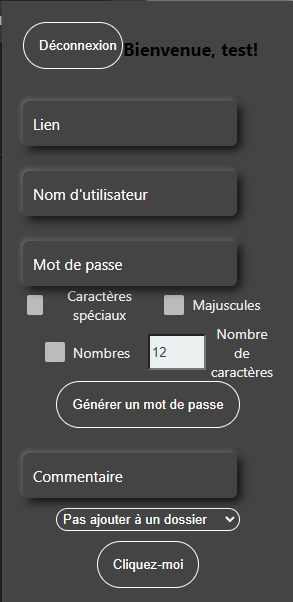 Déconnexion Bienvenue, test!
Lien
Nom d'utilisateur
Mot de passe
Caractères
spéciaux
Majuscules
Nombres
12
Nombre
de
caractères
Générer un mot de passe
Commentaire
Pas ajouter à un dossier
Cliquez-moi